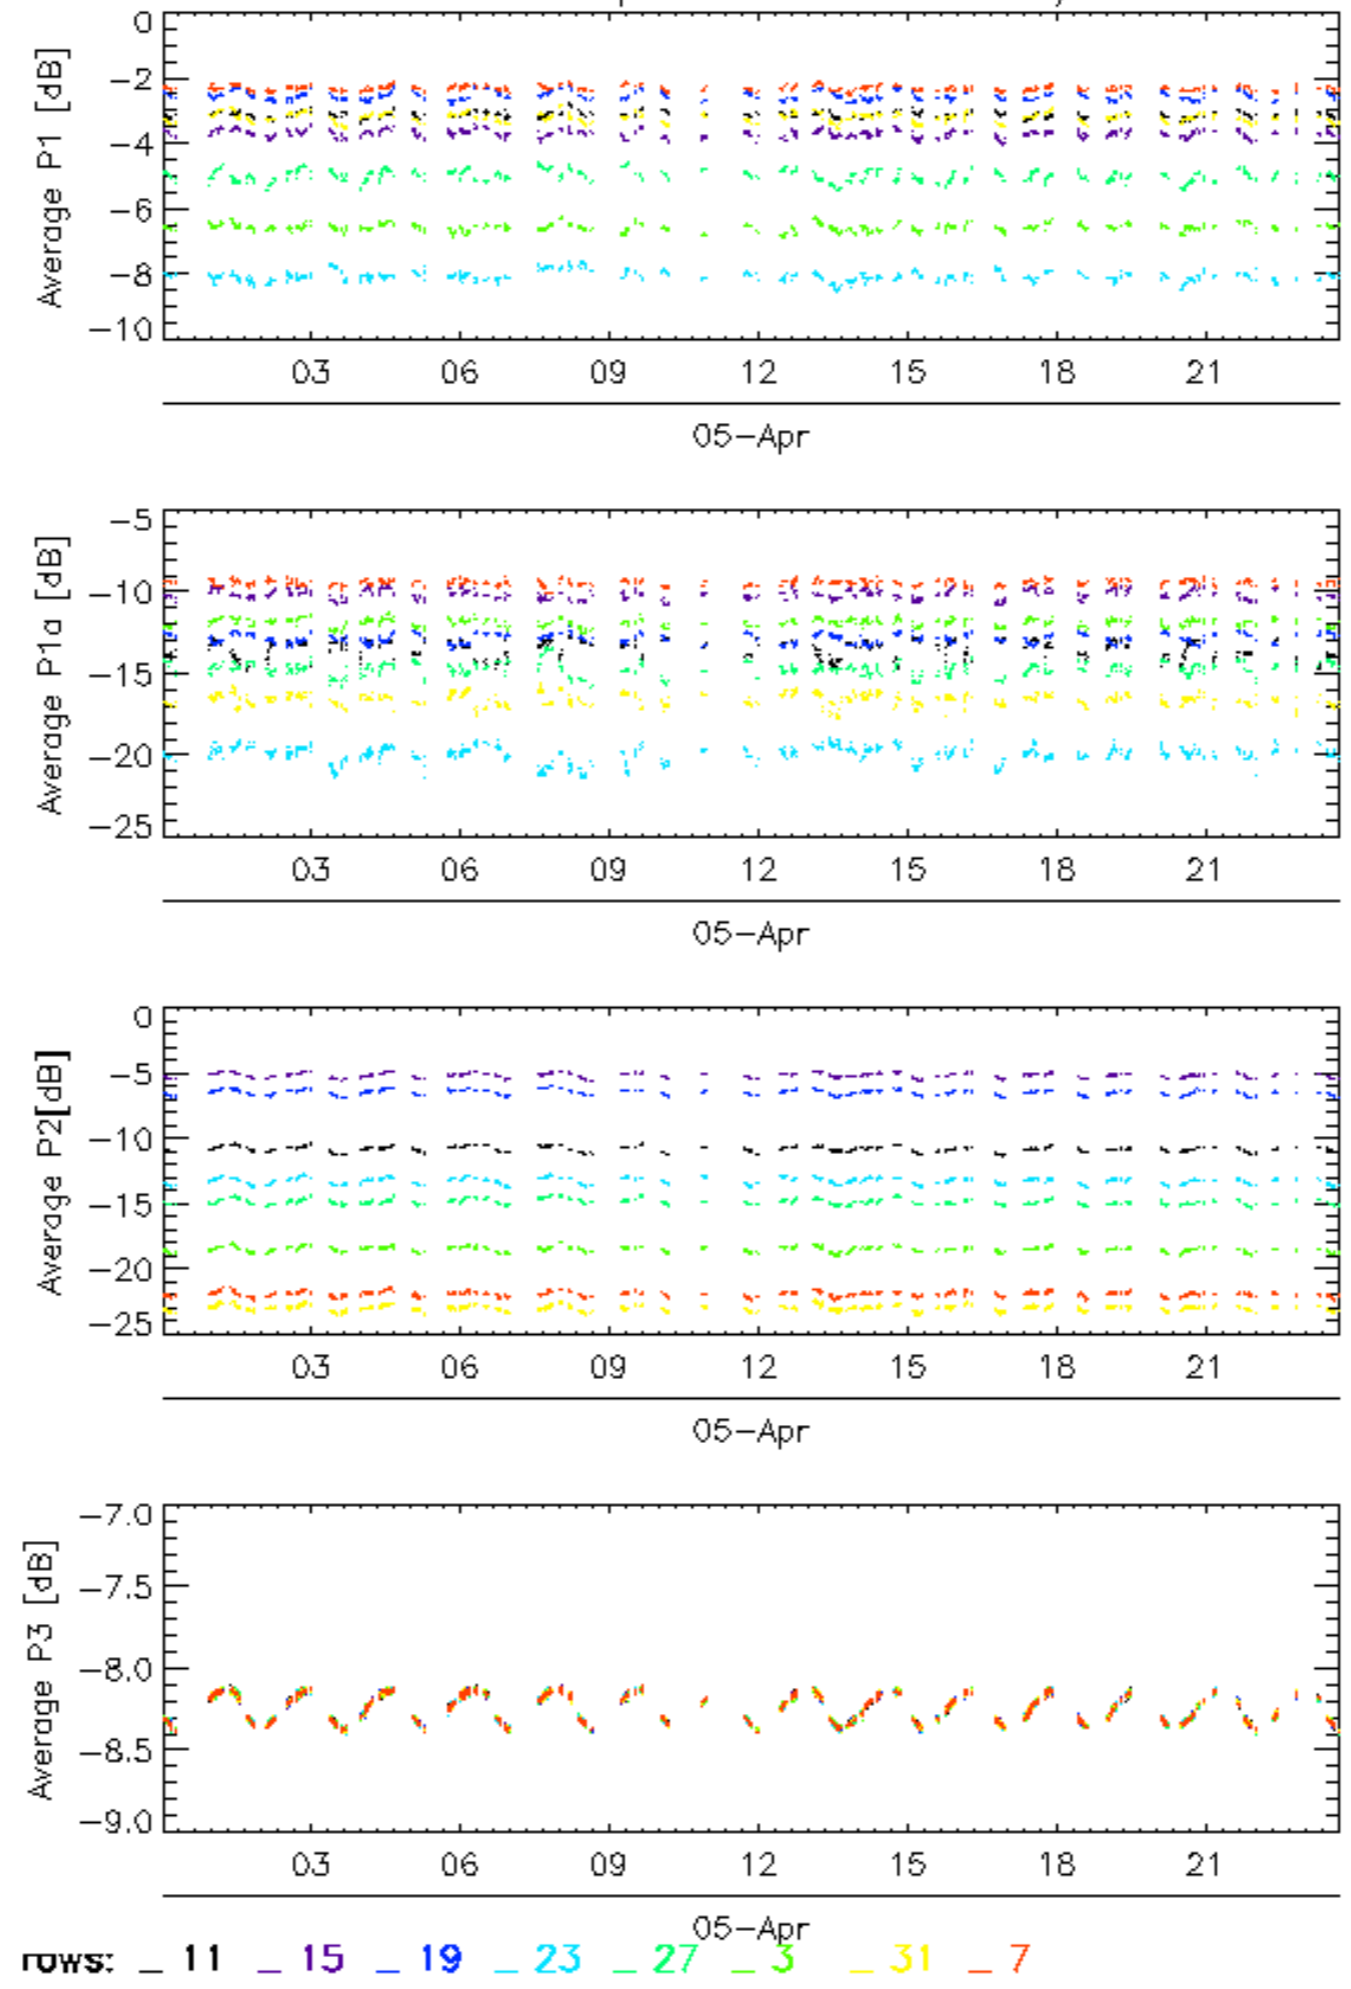 0
−2
−4
−6
−8
−10
Average P1 [dB]
03 06 09 12 15 18 21
05−Apr
−5
−10
−15
−20
−25
Average P1a [dB]
03 06 09 12 15 18 21
05−Apr
0
−5
−10
−15
−20
−25
Average P2[dB]
03 06 09 12 15 18 21
05−Apr
−7.0
−7.5
−8.0
−8.5
−9.0
Average P3 [dB]
03 06 09 12 15 18 21
05−Apr
rows: _ 11 _ 15 _ 19 _ 23 _ 27 _ 3 _ 31 _ 7